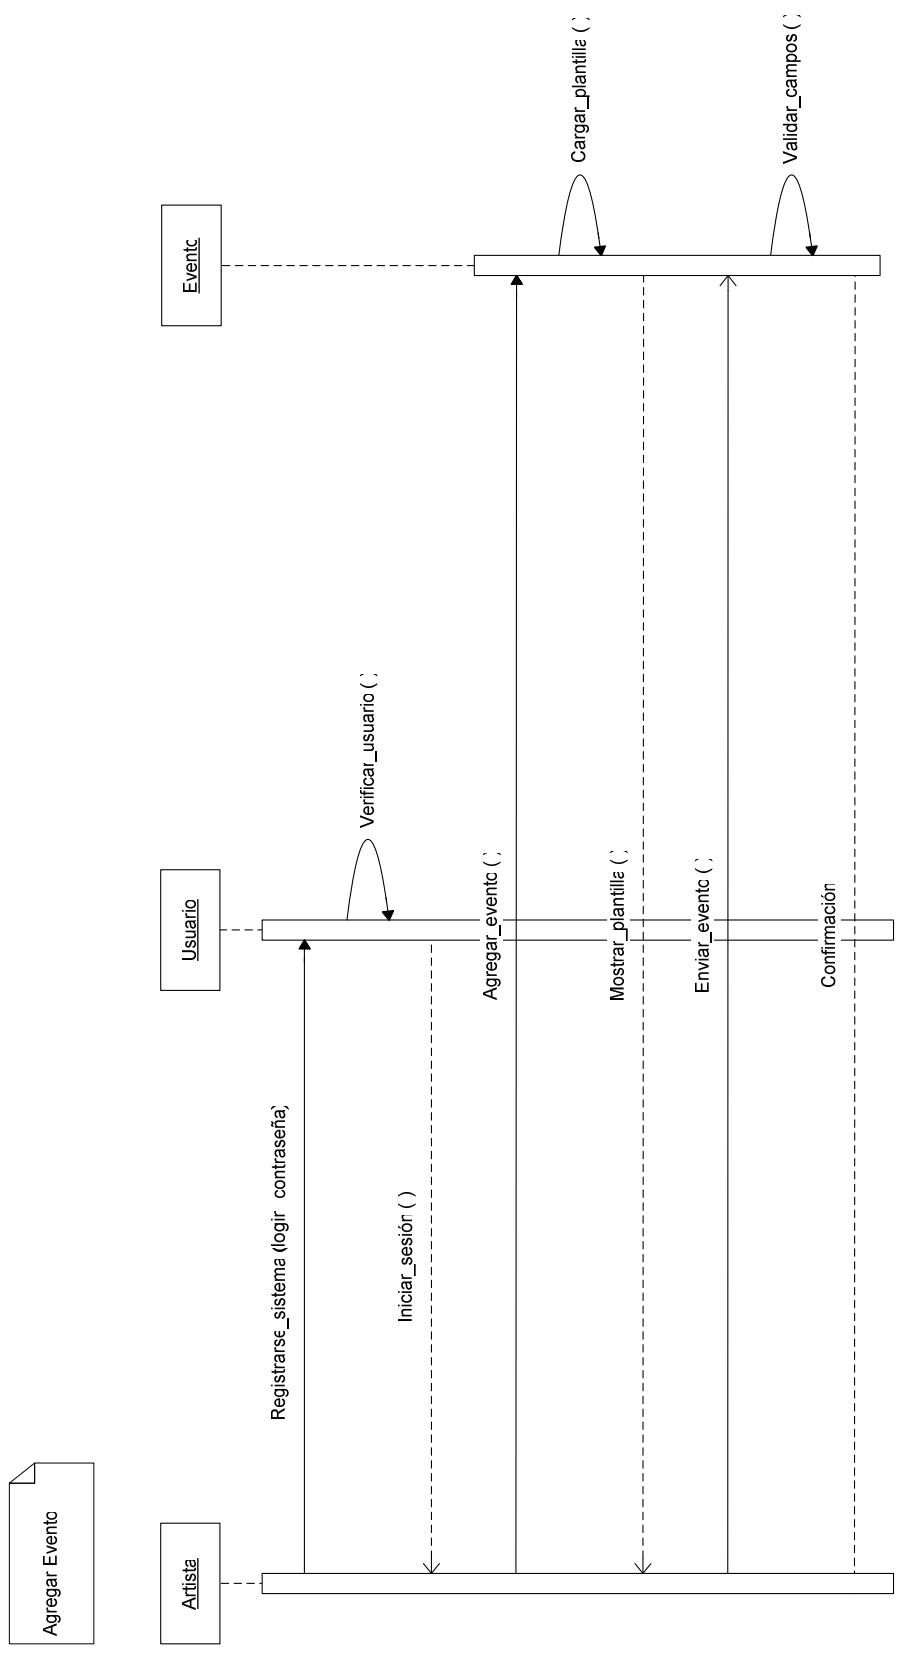 Agregar Evento
Artista
Usuario
Evento
Registrarse_sistema (login contraseña)
Verificar_usuario ( )
Iniciar_sesión ( )
Agregar_evento ( )
Cargar_plantilla ( )
Mostrar_plantilla ( )
Enviar_evento ( )
Validar_campos ( )
Confirmación